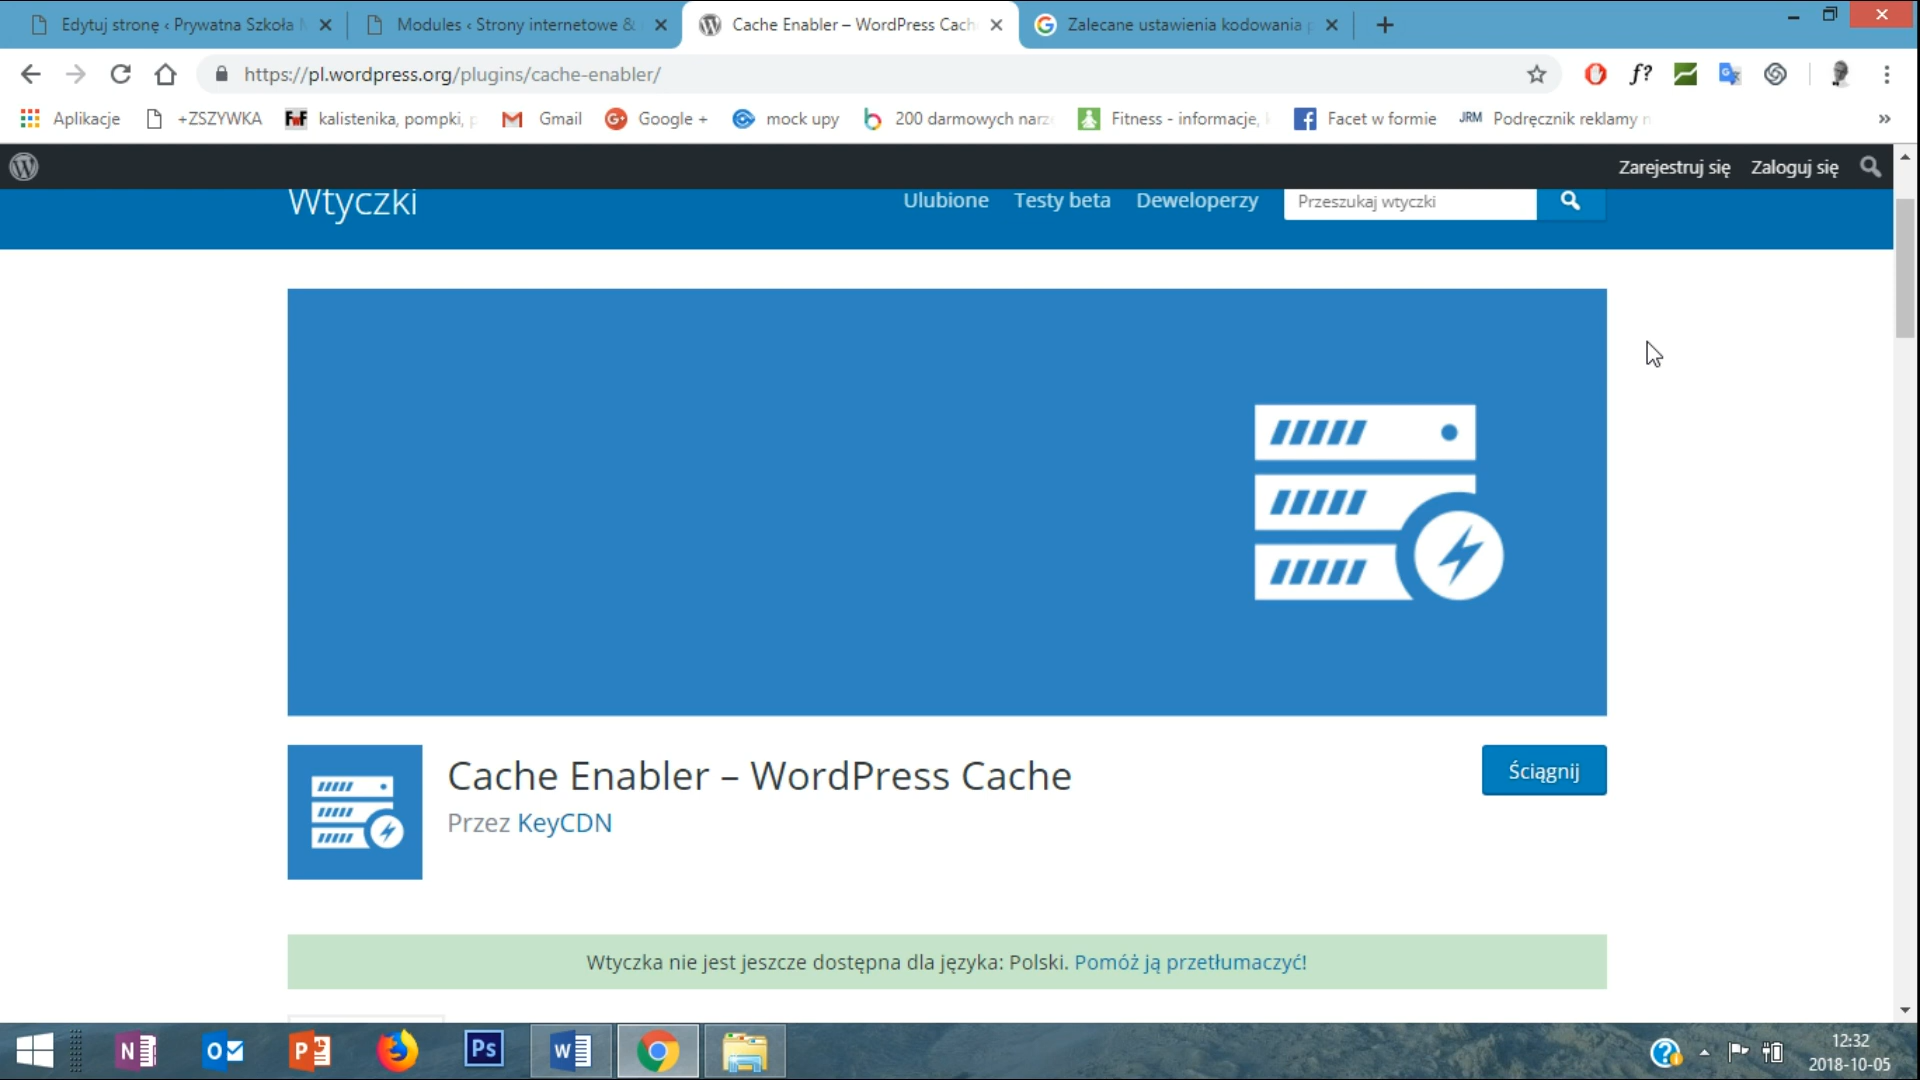 Edytuj stronę ‹ Prywatna Szkoła
Modules ‹ Strony internetowe &
Cache Enabler – WordPress Cach
Zalecane ustawienia kodowania
https://pl.wordpress.org/plugins/cache-enabler/
f?
Aplikacje
+ZSZYWKA
FWF
kalistenika, pompki,
Gmail
Google +
mock upy
200 darmowych narz
Fitness - informacje,
Facet w formie
JRM
Podręcznik reklamy
»
Zarejestruj się
Zaloguj się
Wtyczki
Ulubione
Testy beta
Deweloperzy
Przeszukaj wtyczki
Cache Enabler – WordPress Cache
Ściągnij
Przez KeyCDN
Wtyczka nie jest jeszcze dostępna dla języka: Polski. Pomóż ją przetłumaczyć!
Ps
12:32
2018-10-05